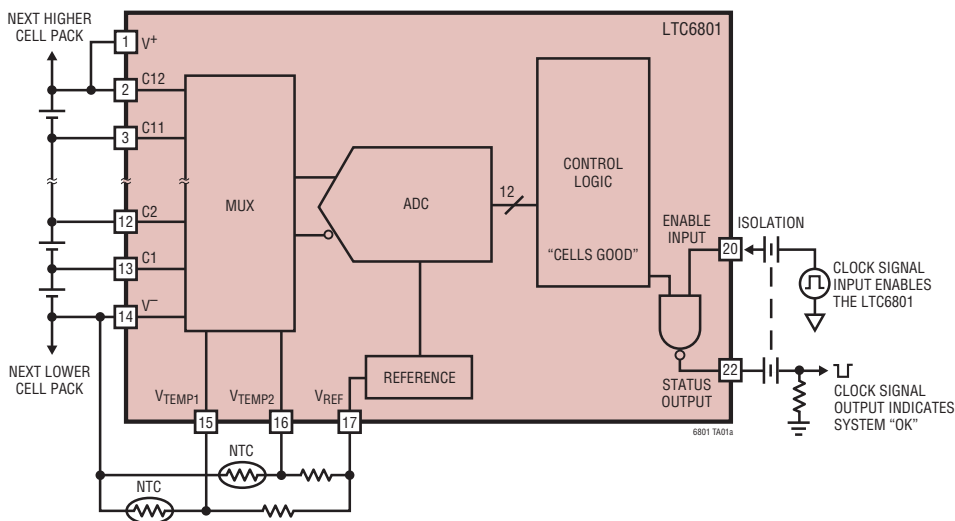 NEXT HIGHER
CELL PACK
LTC6801
1
V+
2
C12
3
C11
12
C2
13
C1
14
V−
NEXT LOWER
CELL PACK
MUX
ADC
12
CONTROL
LOGIC
“CELLS GOOD”
REFERENCE
ENABLE
INPUT
ISOLATION
20
CLOCK SIGNAL
INPUT ENABLES
THE LTC6801
22
STATUS
OUTPUT
CLOCK SIGNAL
OUTPUT INDICATES
SYSTEM “OK”
VTEMP1
VTEMP2
VREF
15
16
17
6801 TA01a
NTC
NTC